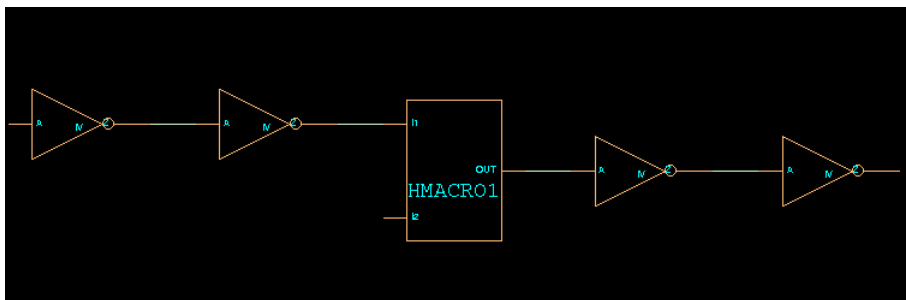 A IV Z
A IV Z
I1
OUT
HMACRO1
I2
A IV Z
A IV Z